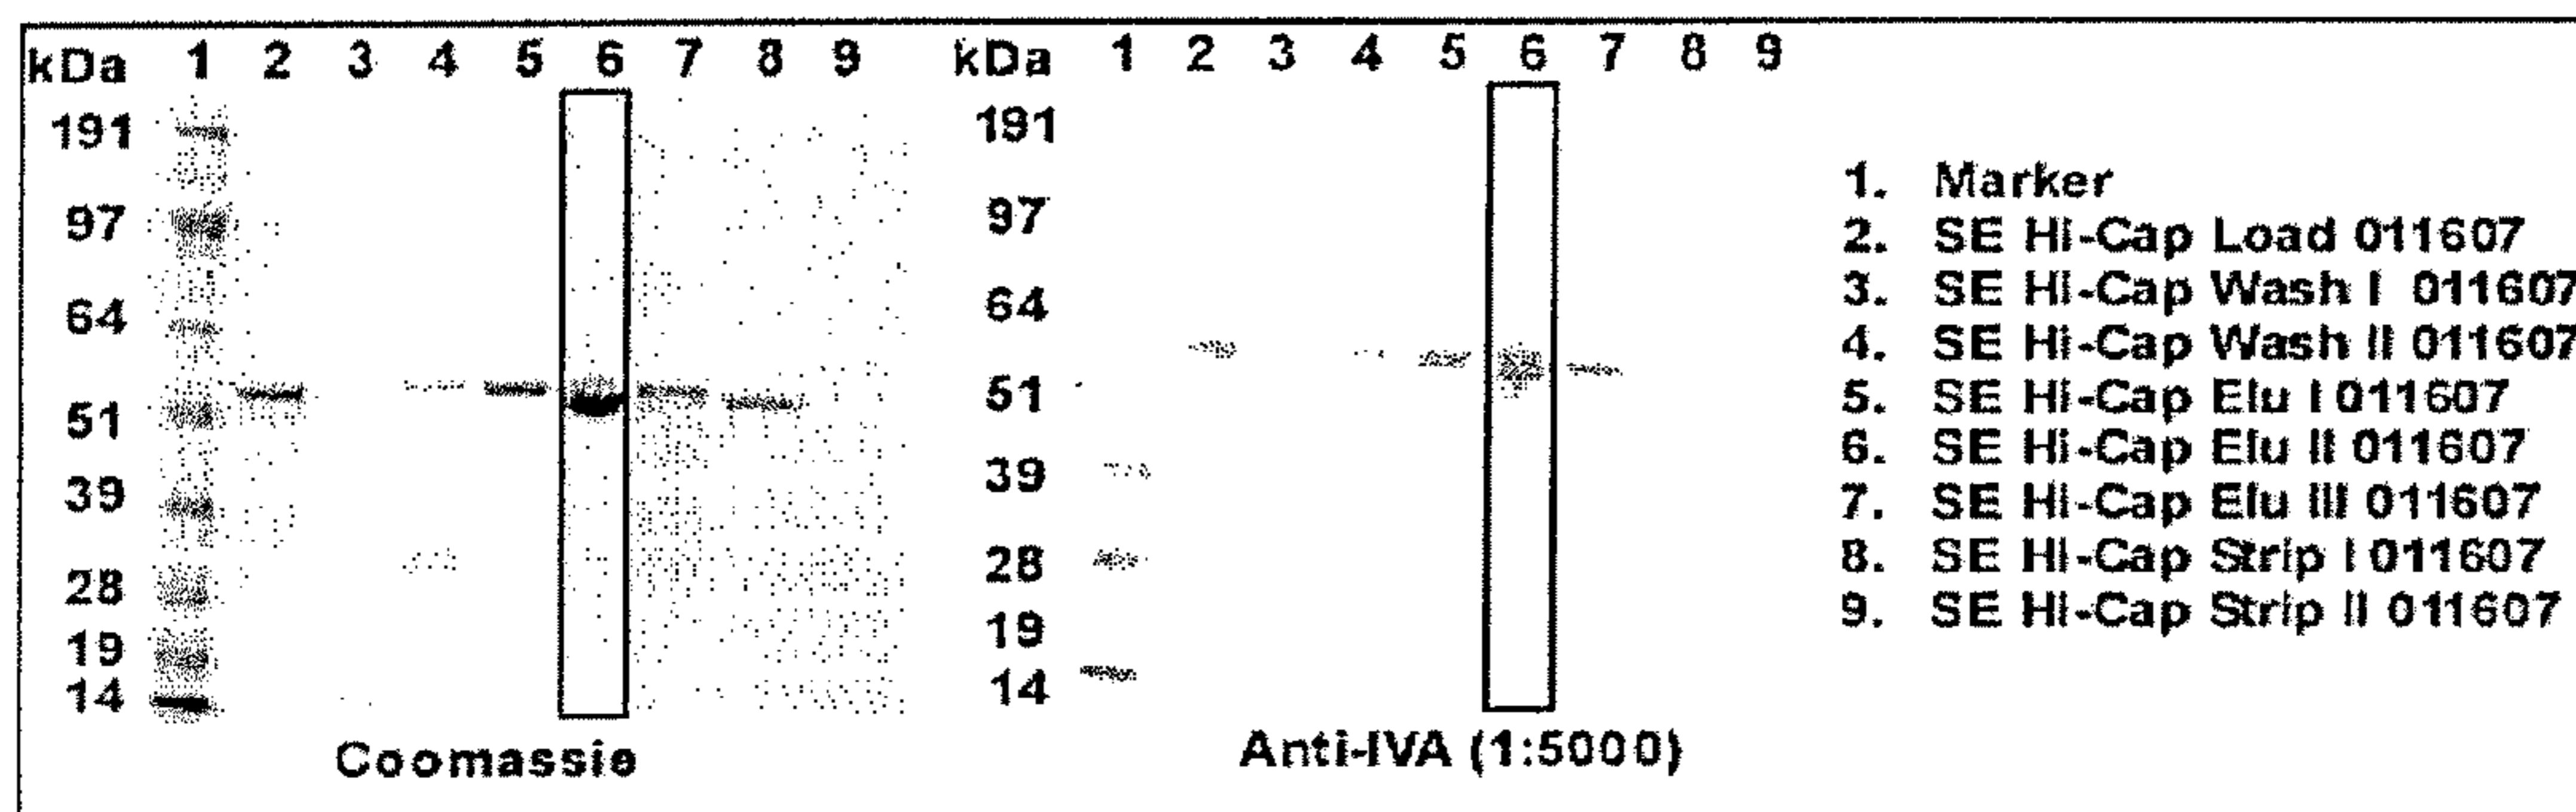 kDa 1 2 3 4 5 6 7 8 9
191
97
64
51
39
28
19
14
Coomassie
kDa 1 2 3 4 5 6 7 8 9
191
97
64
51
39
28
19
14
Anti-IVA (1:5000)
1. Marker
2. SE Hi-Cap Load 011607
3. SE Hi-Cap Wash I 011607
4. SE Hi-Cap Wash II 011607
5. SE Hi-Cap Elu I 011607
6. SE Hi-Cap Elu II 011607
7. SE Hi-Cap Elu III 011607
8. SE Hi-Cap Strip I 011607
9. SE Hi-Cap Strip II 011607